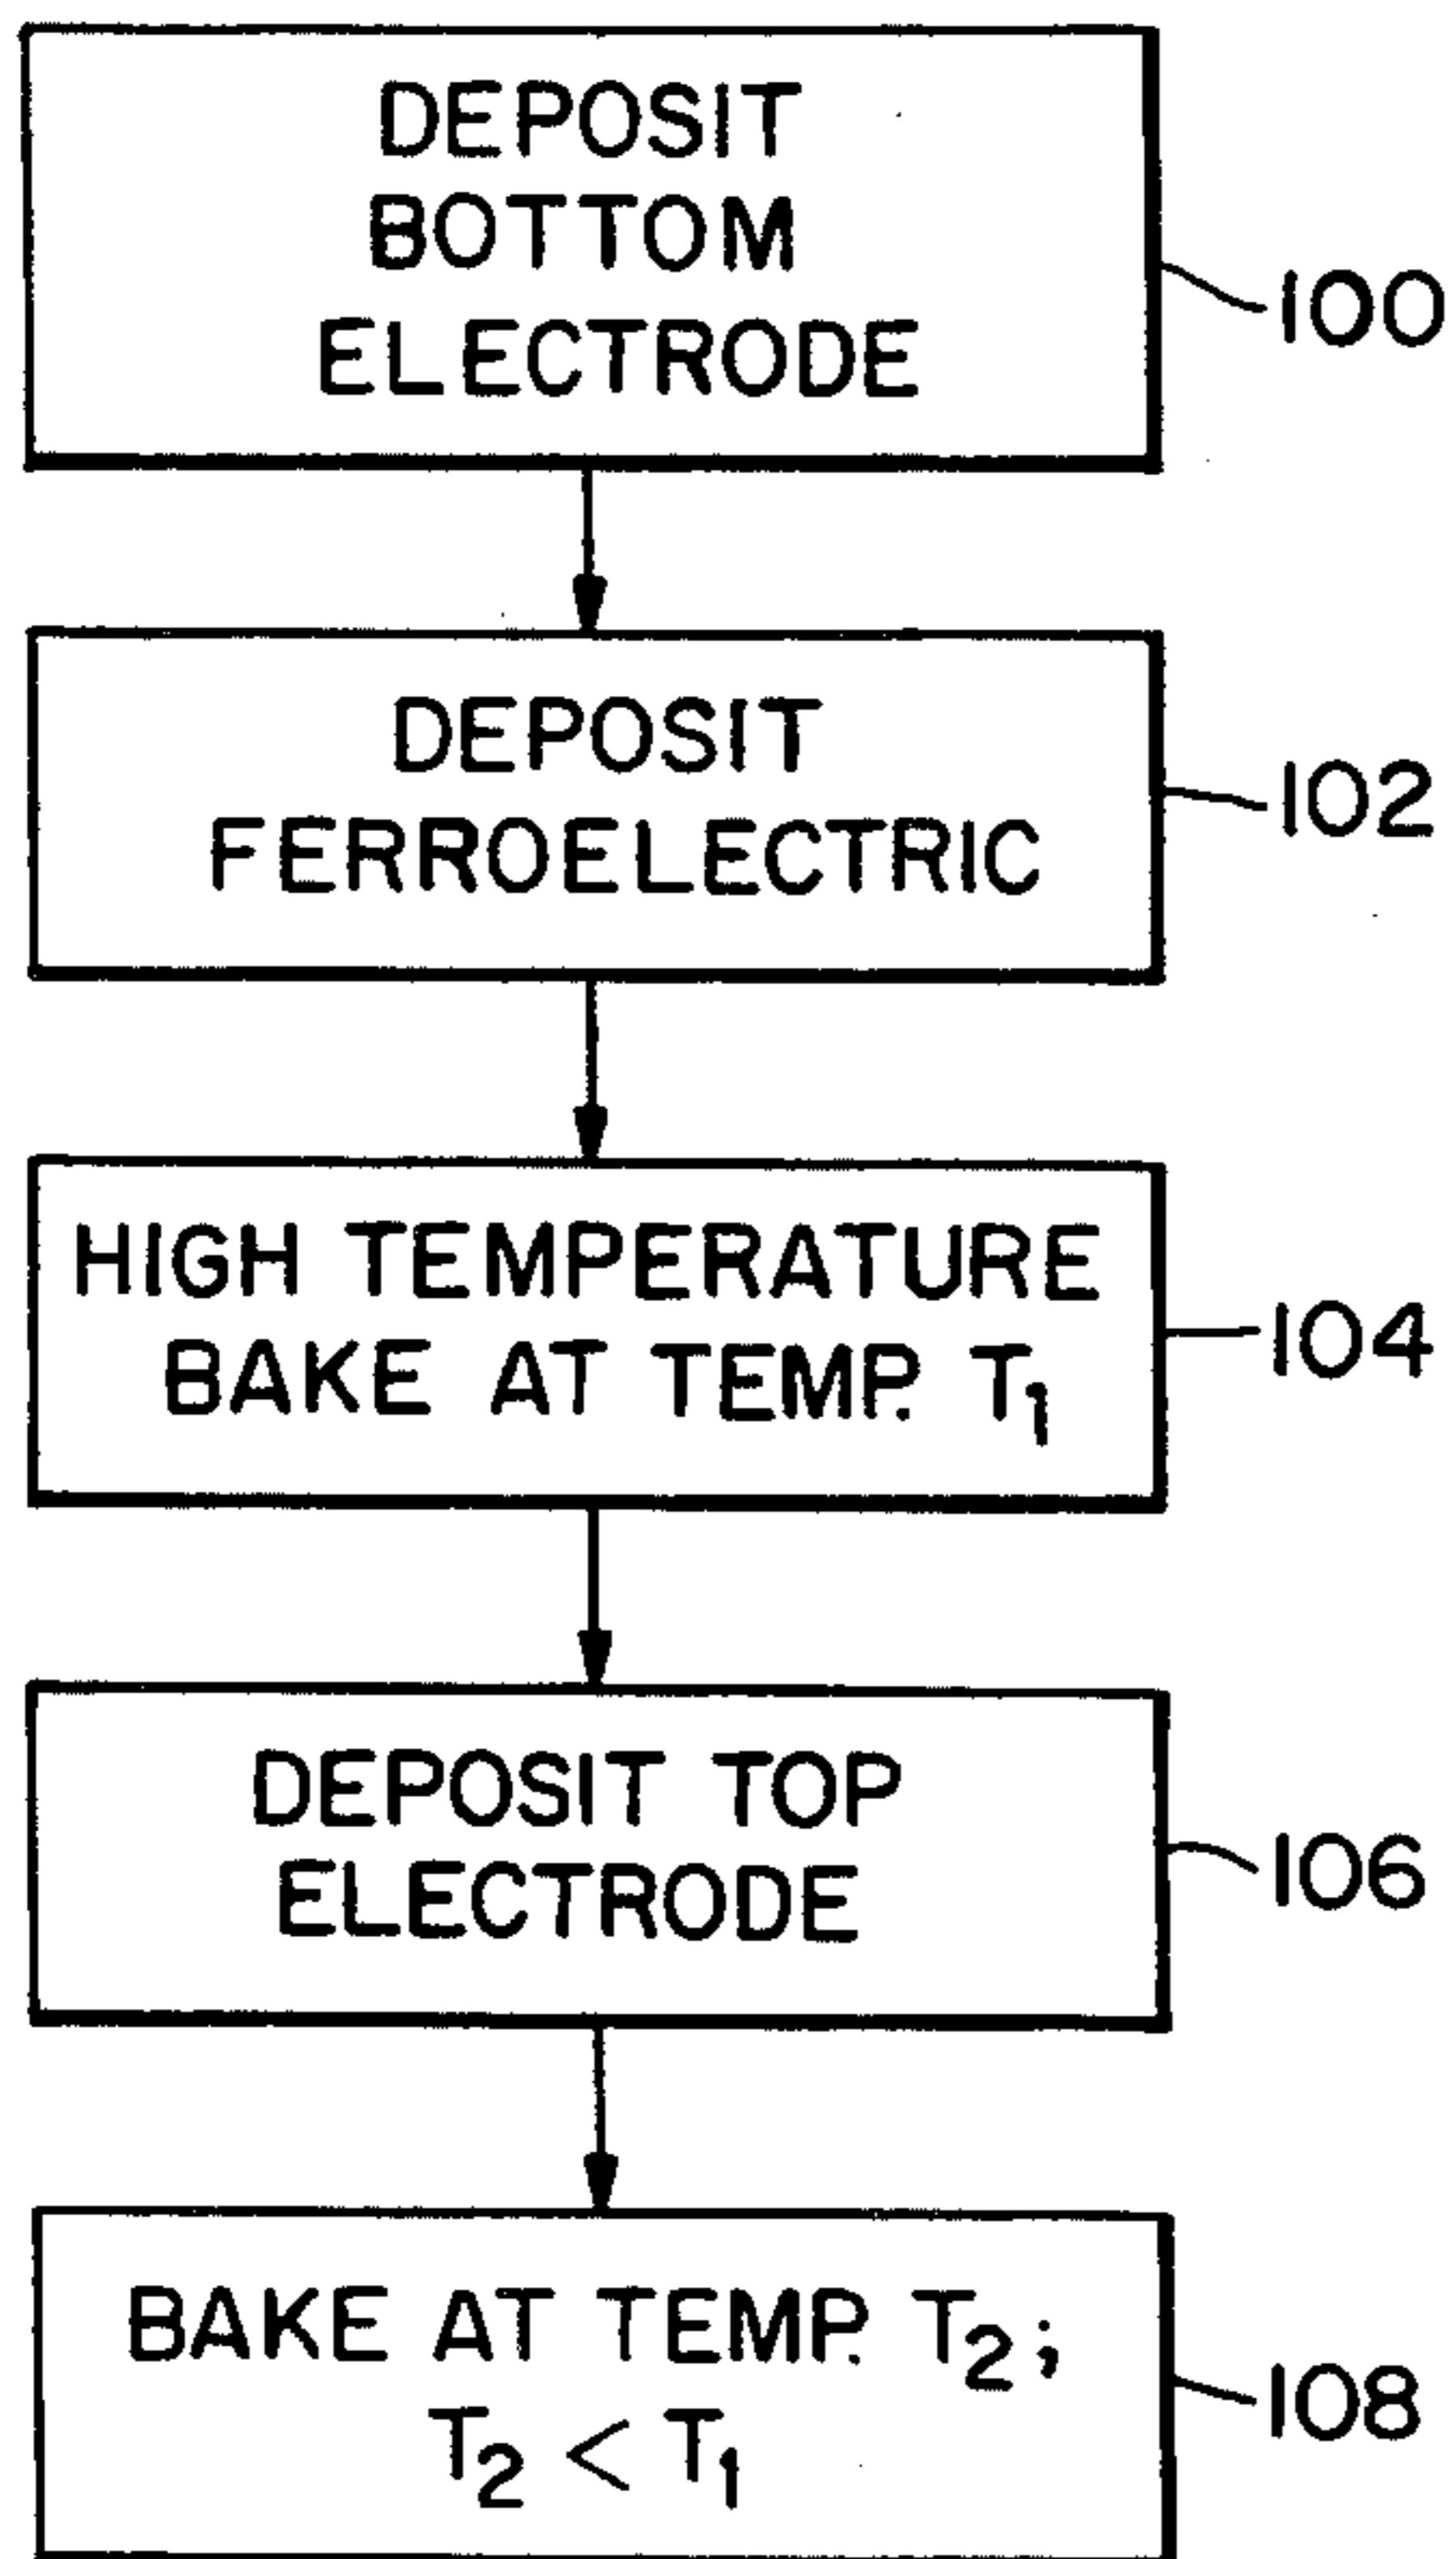 DEPOSIT
BOTTOM
ELECTRODE
100
DEPOSIT
FERROELECTRIC
102
HIGH TEMPERATURE
BAKE AT TEMP. T₁
104
DEPOSIT TOP
ELECTRODE
106
BAKE AT TEMP. T₂;
T₂ < T₁
108